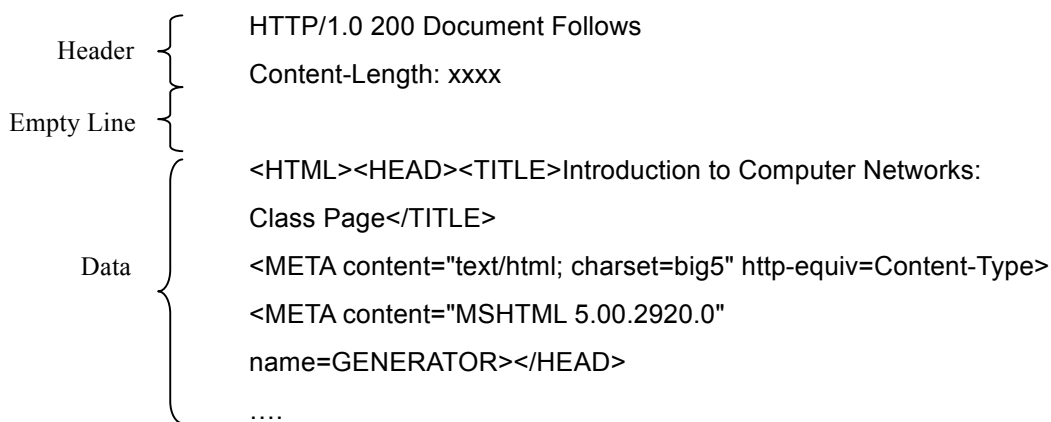 Header
HTTP/1.0 200 Document Follows
Content-Length: xxxx
Empty Line
Data
<HTML><HEAD><TITLE>Introduction to Computer Networks:
Class Page</TITLE>
<META content="text/html; charset=big5" http-equiv=Content-Type>
<META content="MSHTML 5.00.2920.0"
name=GENERATOR></HEAD>
….